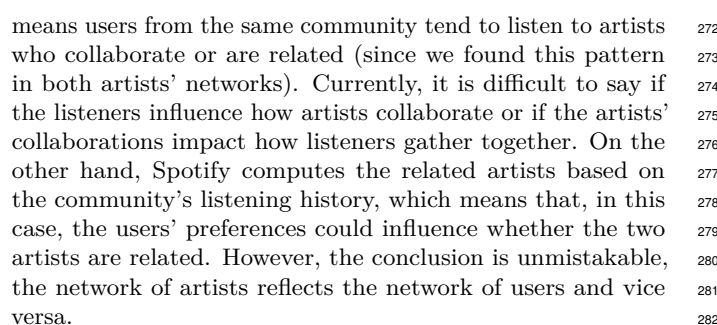 means users from the same community tend to listen to artists 272
who collaborate or are related (since we found this pattern 273
in both artists' networks). Currently, it is difficult to say if 274
the listeners influence how artists collaborate or if the artists' 275
collaborations impact how listeners gather together. On the 276
other hand, Spotify computes the related artists based on 277
the community's listening history, which means that, in this 278
case, the users' preferences could influence whether the two 279
artists are related. However, the conclusion is unmistakable, 280
the network of artists reflects the network of users and vice 281
versa. 282